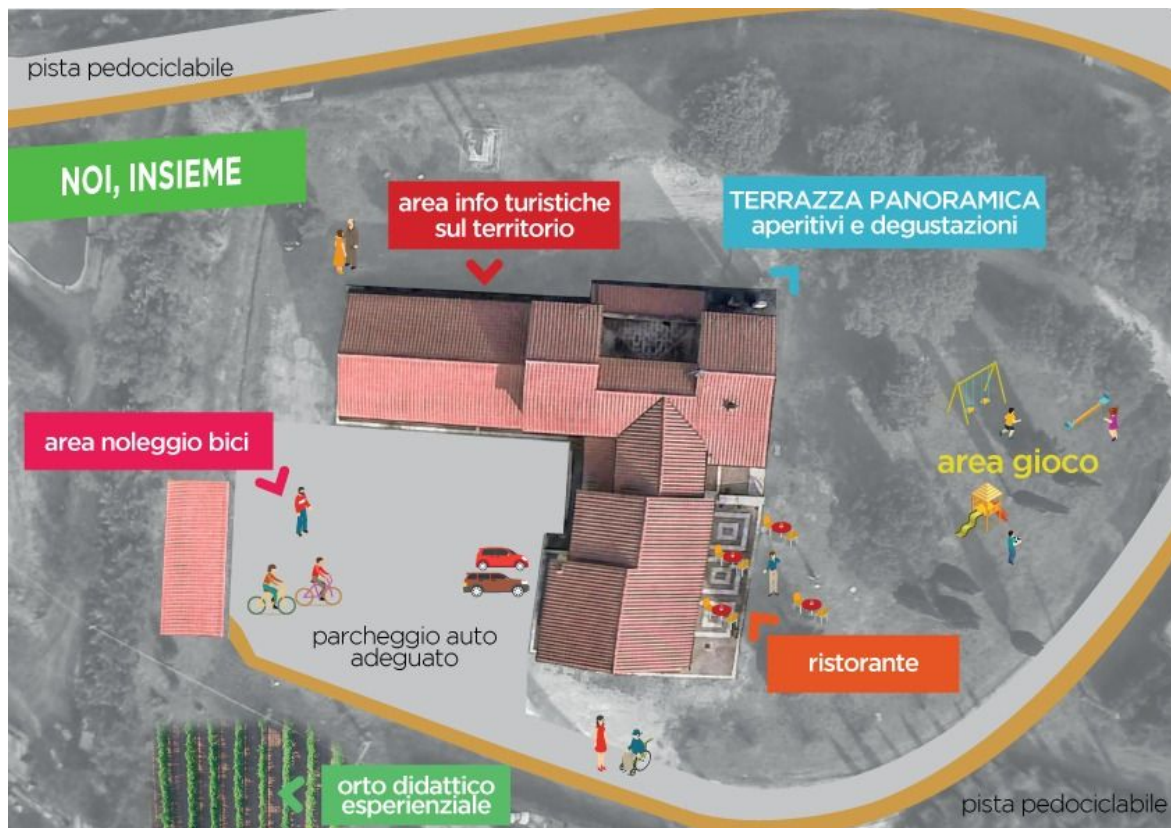 pista pedociclabile
NOI, INSIEME
area info turistiche
sul territorio
TERRAZZA PANORAMICA
aperitivi e degustazioni
area noleggio bici
area gioco
parcheggio auto
adeguato
ristorante
orto didattico
esperienziale
pista pedociclabile